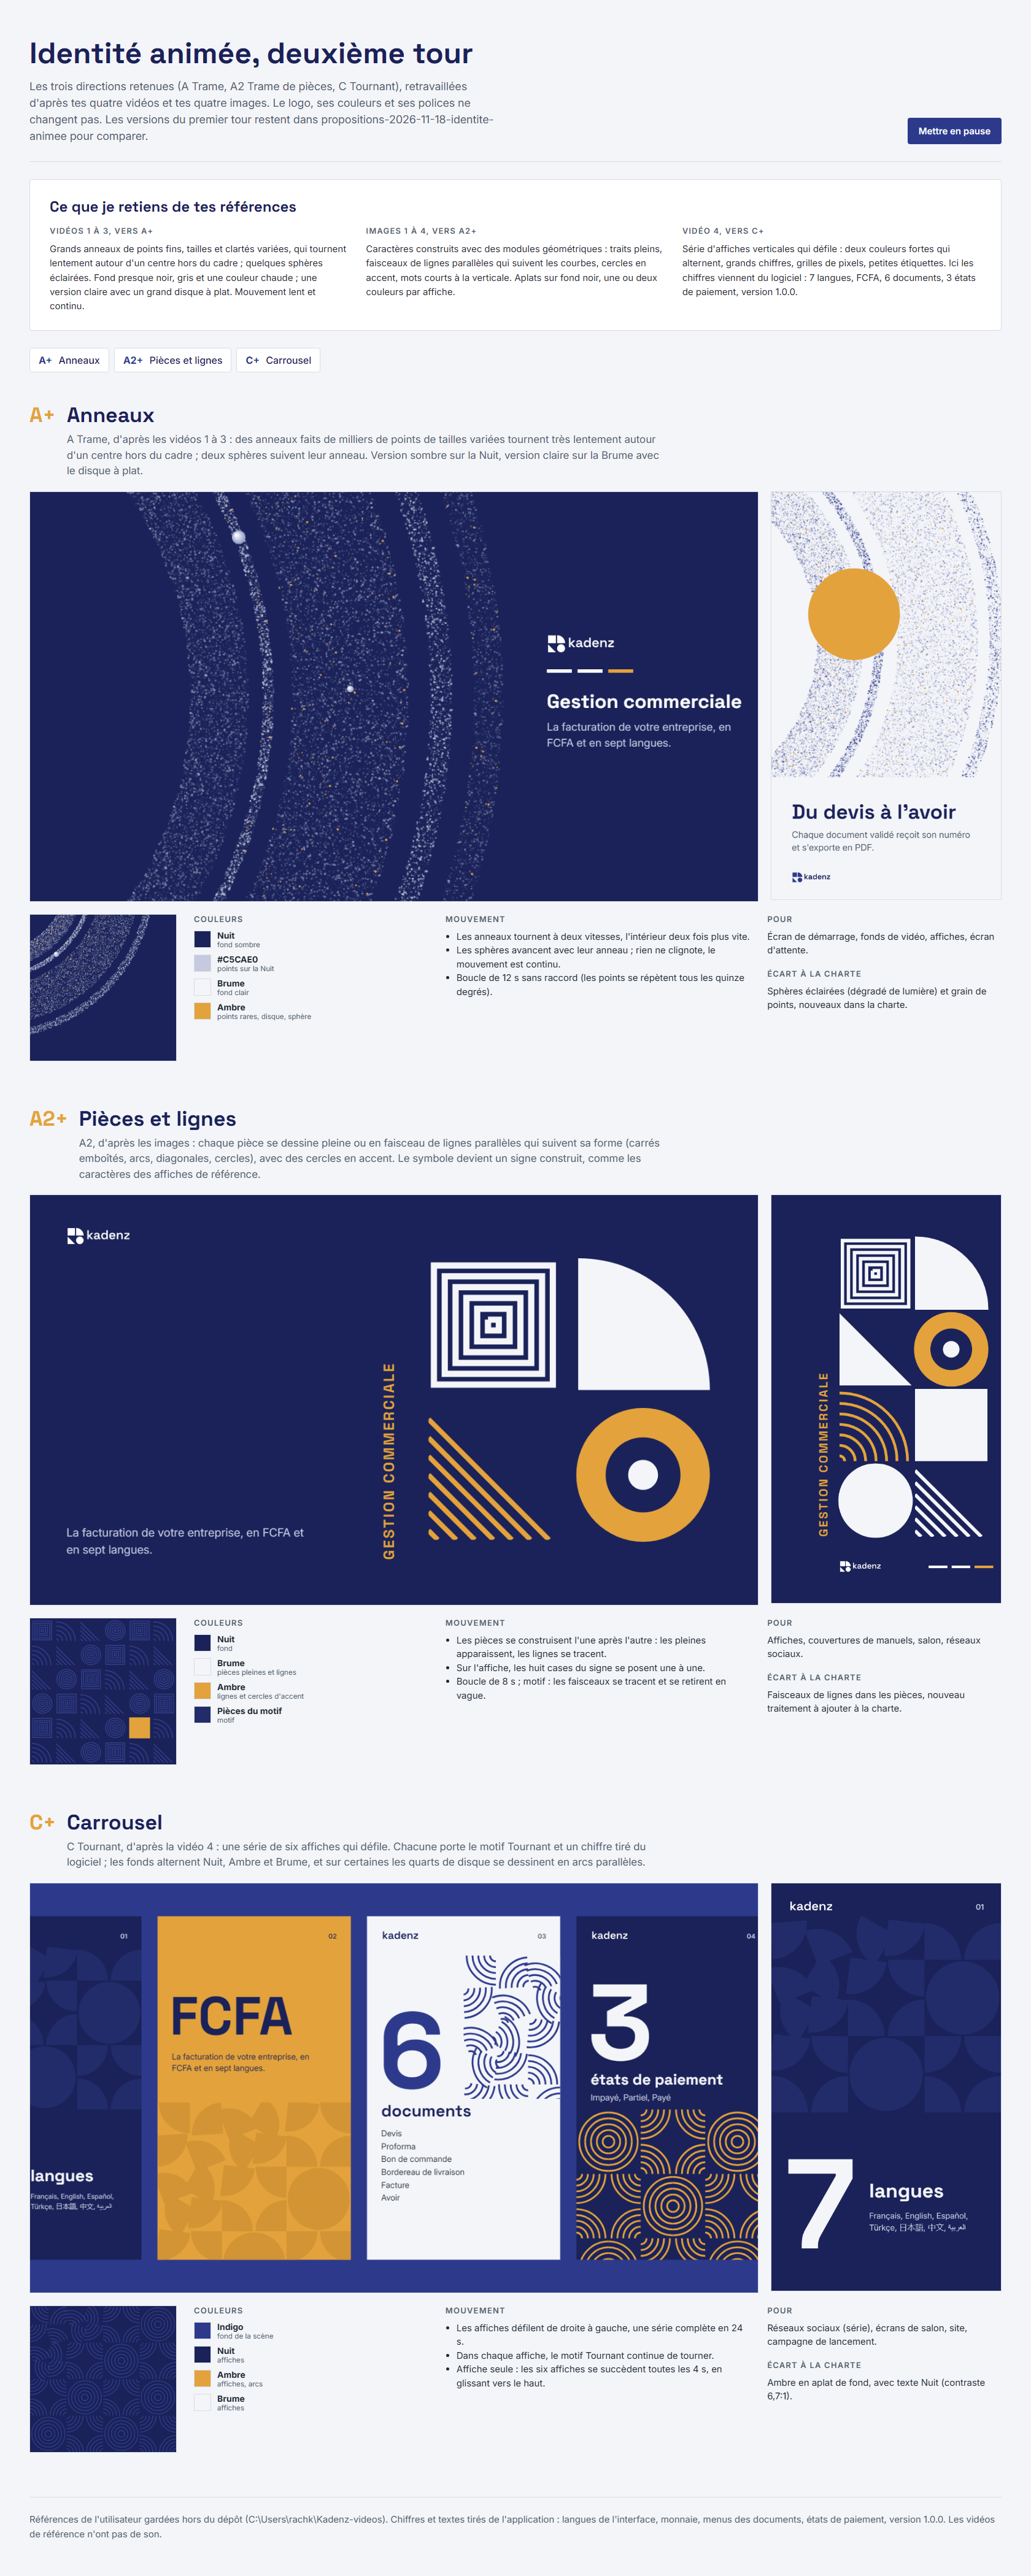 Identité animée, deuxième tour
Les trois directions retenues (A Trame, A2 Trame de pièces, C Tournant), retravaillées
d'après tes quatre vidéos et tes quatre images. Le logo, ses couleurs et ses polices ne
changent pas. Les versions du premier tour restent dans propositions-2026-11-18-identite-
animee pour comparer.
Mettre en pause
Ce que je retiens de tes références
VIDÉOS 1 À 3, VERS A+
Grands anneaux de points fins, tailles et clartés variées, qui tournent
lentement autour d'un centre hors du cadre ; quelques sphères
éclairées. Fond presque noir, gris et une couleur chaude ; une
version claire avec un grand disque à plat. Mouvement lent et
continu.
IMAGES 1 À 4, VERS A2+
Caractères construits avec des modules géométriques : traits pleins,
faisceaux de lignes parallèles qui suivent les courbes, cercles en
accent, mots courts à la verticale. Aplats sur fond noir, une ou deux
couleurs par affiche.
VIDÉO 4, VERS C+
Série d'affiches verticales qui défile : deux couleurs fortes qui
alternent, grands chiffres, grilles de pixels, petites étiquettes. Ici les
chiffres viennent du logiciel : 7 langues, FCFA, 6 documents, 3 états
de paiement, version 1.0.0.
A+ Anneaux
A2+ Pièces et lignes
C+ Carrousel
A+ Anneaux
A Trame, d'après les vidéos 1 à 3 : des anneaux faits de milliers de points de tailles variées tournent très lentement autour
d'un centre hors du cadre ; deux sphères suivent leur anneau. Version sombre sur la Nuit, version claire sur la Brume avec
le disque à plat.
kadenz
Gestion commerciale
La facturation de votre entreprise, en
FCFA et en sept langues.
Du devis à l'avoir
Chaque document validé reçoit son numéro
et s'exporte en PDF.
kadenz
COULEURS
Nuit
fond sombre
#C5CAE0
points sur la Nuit
Brume
fond clair
Ambre
points rares, disque, sphère
MOUVEMENT
Les anneaux tournent à deux vitesses, l'intérieur deux fois plus vite.
Les sphères avancent avec leur anneau ; rien ne clignote, le
mouvement est continu.
Boucle de 12 s sans raccord (les points se répètent tous les quinze
degrés).
POUR
Écran de démarrage, fonds de vidéo, affiches, écran
d'attente.
ÉCART À LA CHARTE
Sphères éclairées (dégradé de lumière) et grain de
points, nouveaux dans la charte.
A2+ Pièces et lignes
A2, d'après les images : chaque pièce se dessine pleine ou en faisceau de lignes parallèles qui suivent sa forme (carrés
emboîtés, arcs, diagonales, cercles), avec des cercles en accent. Le symbole devient un signe construit, comme les
caractères des affiches de référence.
kadenz
GESTION COMMERCIALE
La facturation de votre entreprise, en FCFA et
en sept langues.
GESTION COMMERCIALE
kadenz
COULEURS
Nuit
fond
Brume
pièces pleines et lignes
Ambre
lignes et cercles d'accent
Pièces du motif
motif
MOUVEMENT
Les pièces se construisent l'une après l'autre : les pleines
apparaissent, les lignes se tracent.
Sur l'affiche, les huit cases du signe se posent une à une.
Boucle de 8 s ; motif : les faisceaux se tracent et se retirent en
vague.
POUR
Affiches, couvertures de manuels, salon, réseaux
sociaux.
ÉCART À LA CHARTE
Faisceaux de lignes dans les pièces, nouveau
traitement à ajouter à la charte.
C+ Carrousel
C Tournant, d'après la vidéo 4 : une série de six affiches qui défile. Chacune porte le motif Tournant et un chiffre tiré du
logiciel ; les fonds alternent Nuit, Ambre et Brume, et sur certaines les quarts de disque se dessinent en arcs parallèles.
01
langues
Français, English, Español,
Türkçe, 日本語, 中文, العربية
02
FCFA
La facturation de votre entreprise, en
FCFA et en sept langues.
kadenz
03
6
documents
Devis
Proforma
Bon de commande
Bordereau de livraison
Facture
Avoir
kadenz
04
3
états de paiement
Impayé, Partiel, Payé
kadenz
01
7
langues
Français, English, Español,
Türkçe, 日本語, 中文, العربية
COULEURS
Indigo
fond de la scène
Nuit
affiches
Ambre
affiches, arcs
Brume
affiches
MOUVEMENT
Les affiches défilent de droite à gauche, une série complète en 24
s.
Dans chaque affiche, le motif Tournant continue de tourner.
Affiche seule : les six affiches se succèdent toutes les 4 s, en
glissant vers le haut.
POUR
Réseaux sociaux (série), écrans de salon, site,
campagne de lancement.
ÉCART À LA CHARTE
Ambre en aplat de fond, avec texte Nuit (contraste
6,7:1).
Références de l'utilisateur gardées hors du dépôt (C:\Users\rachk\Kadenz-videos). Chiffres et textes tirés de l'application : langues de l'interface, monnaie, menus des documents, états de paiement, version 1.0.0. Les vidéos
de référence n'ont pas de son.